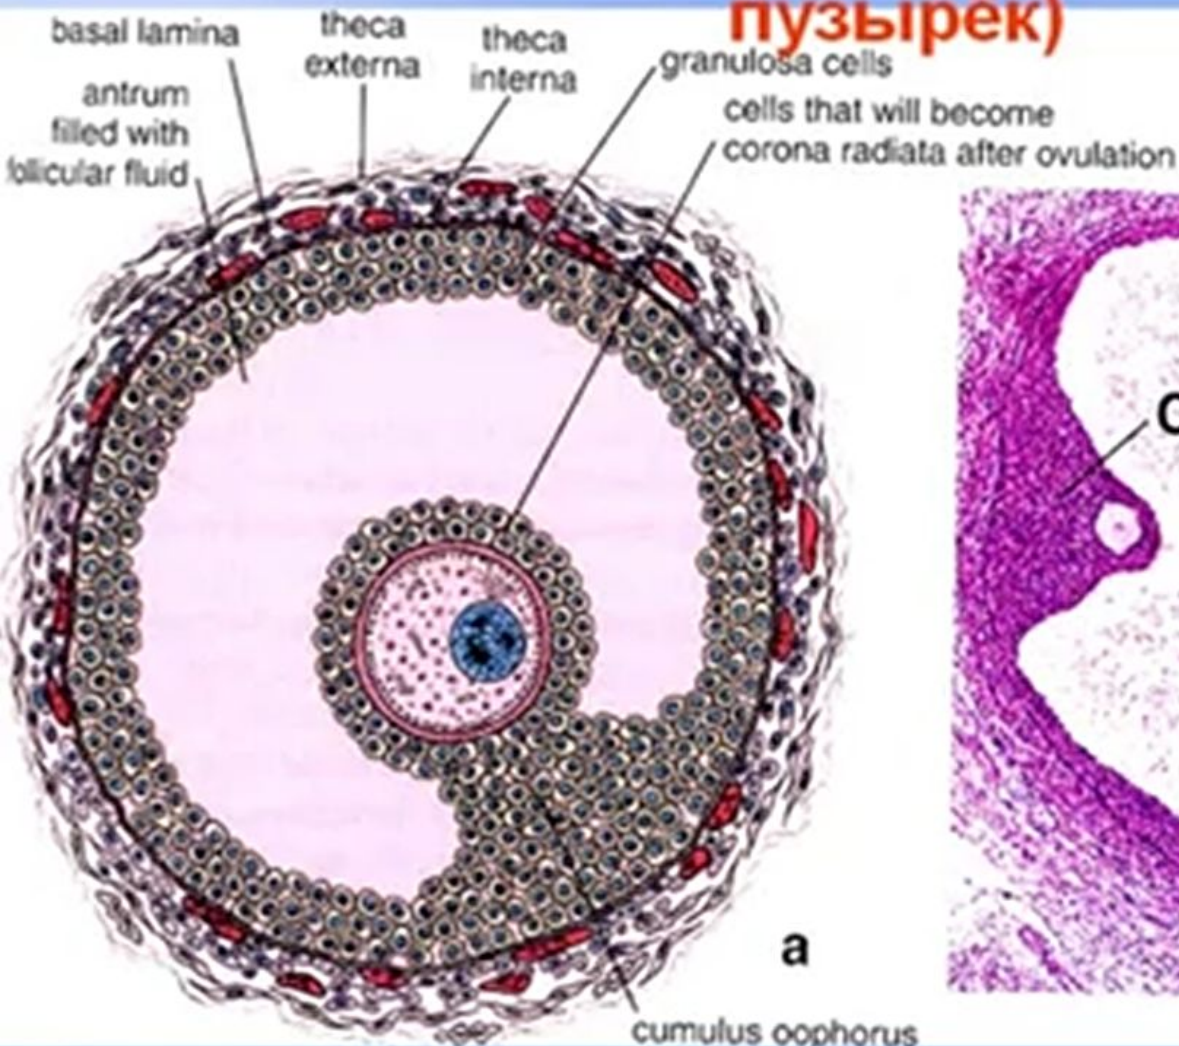 пузырек)
basal lamina
theca
externa
theca
interna
granulosa cells
antrum
filled with
follicular fluid
cells that will become
corona radiata after ovulation
a
cumulus oophorus